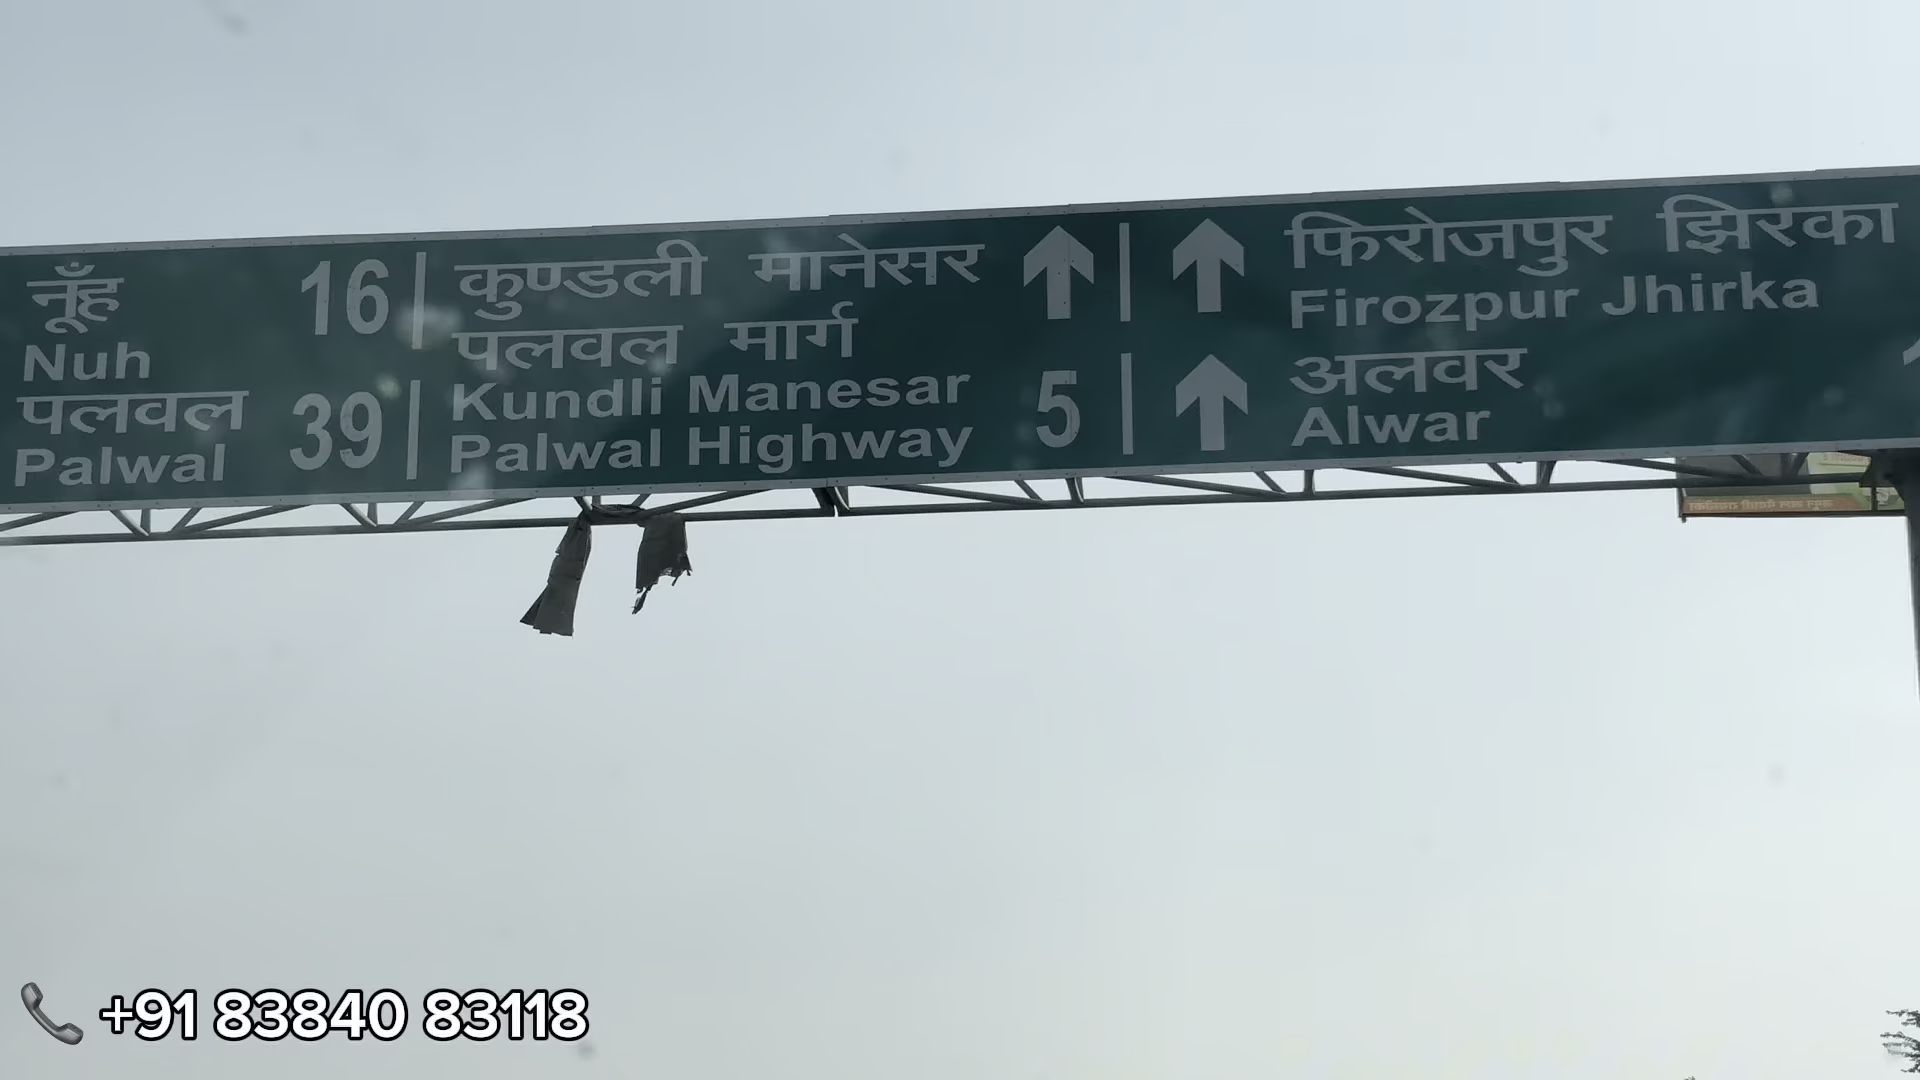 नूँह 16
Nuh
पलवल 39
Palwal
कुण्डली मानेसर
पलवल मार्ग
Kundli Manesar
Palwal Highway 5
फिरोजपुर झिरका
Firozpur Jhirka
अलवर
Alwar
+91 83840 83118